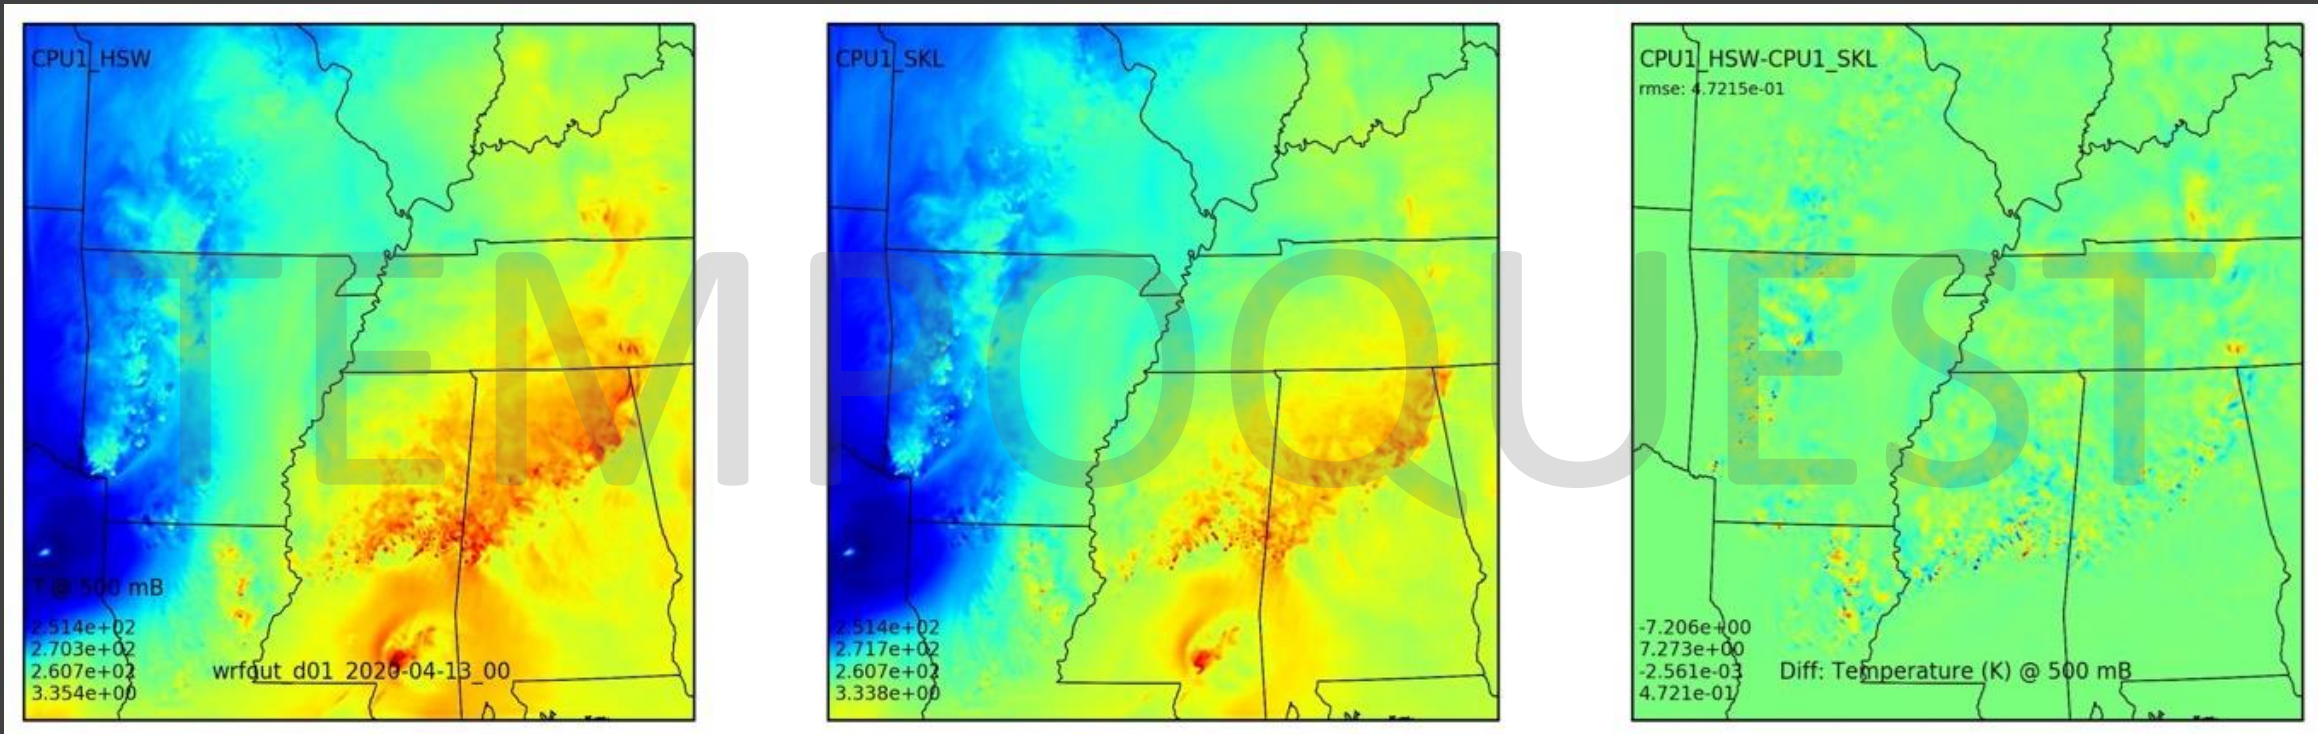 CPU1_HSW
T @ 500 mB
2.514e+02
2.703e+02
2.607e+02
3.354e+00
wrfout_d01_2020-04-13_00
CPU1_SKL
2.514e+02
2.717e+02
2.607e+02
3.338e+00
CPU1_HSW-CPU1_SKL
rmse: 4.7215e-01
-7.206e+00
7.273e+00
-2.561e-03
4.721e-01
Diff: Temperature (K) @ 500 mB
TEMPOQUEST